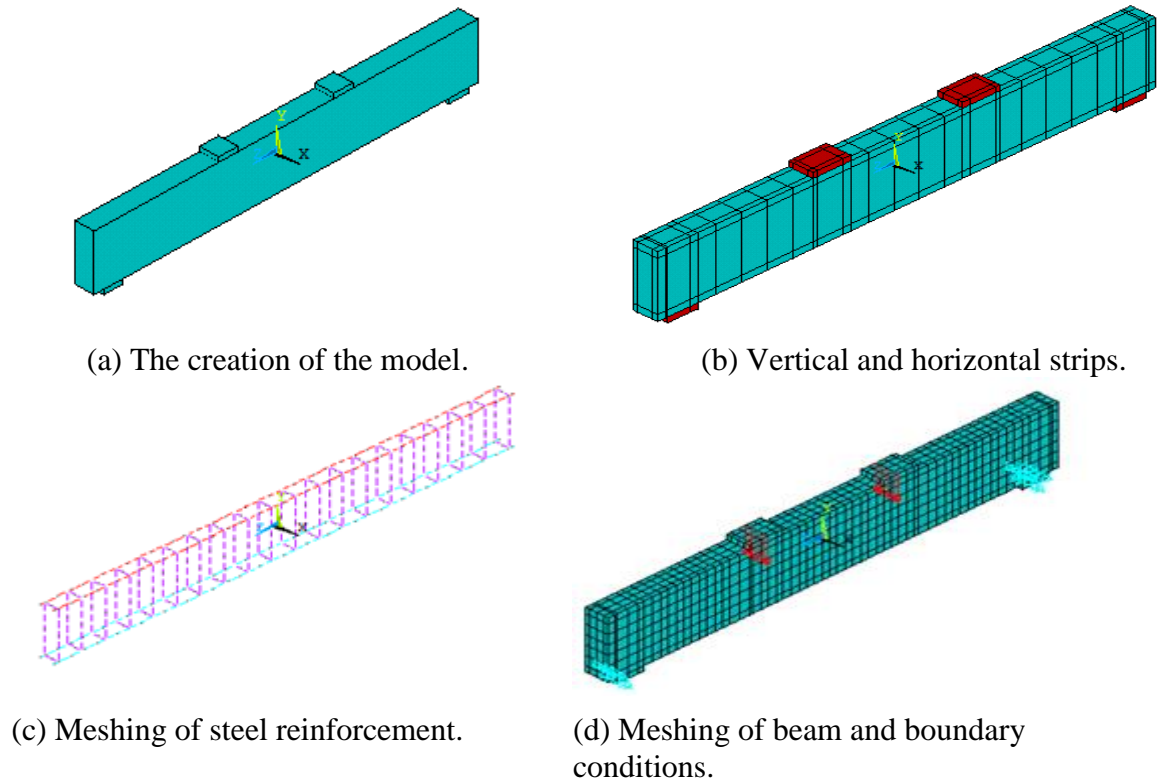 Y
X
Y
X
(a) The creation of the model.
(b) Vertical and horizontal strips.
Y
X
Y
(c) Meshing of steel reinforcement.
(d) Meshing of beam and boundary
conditions.